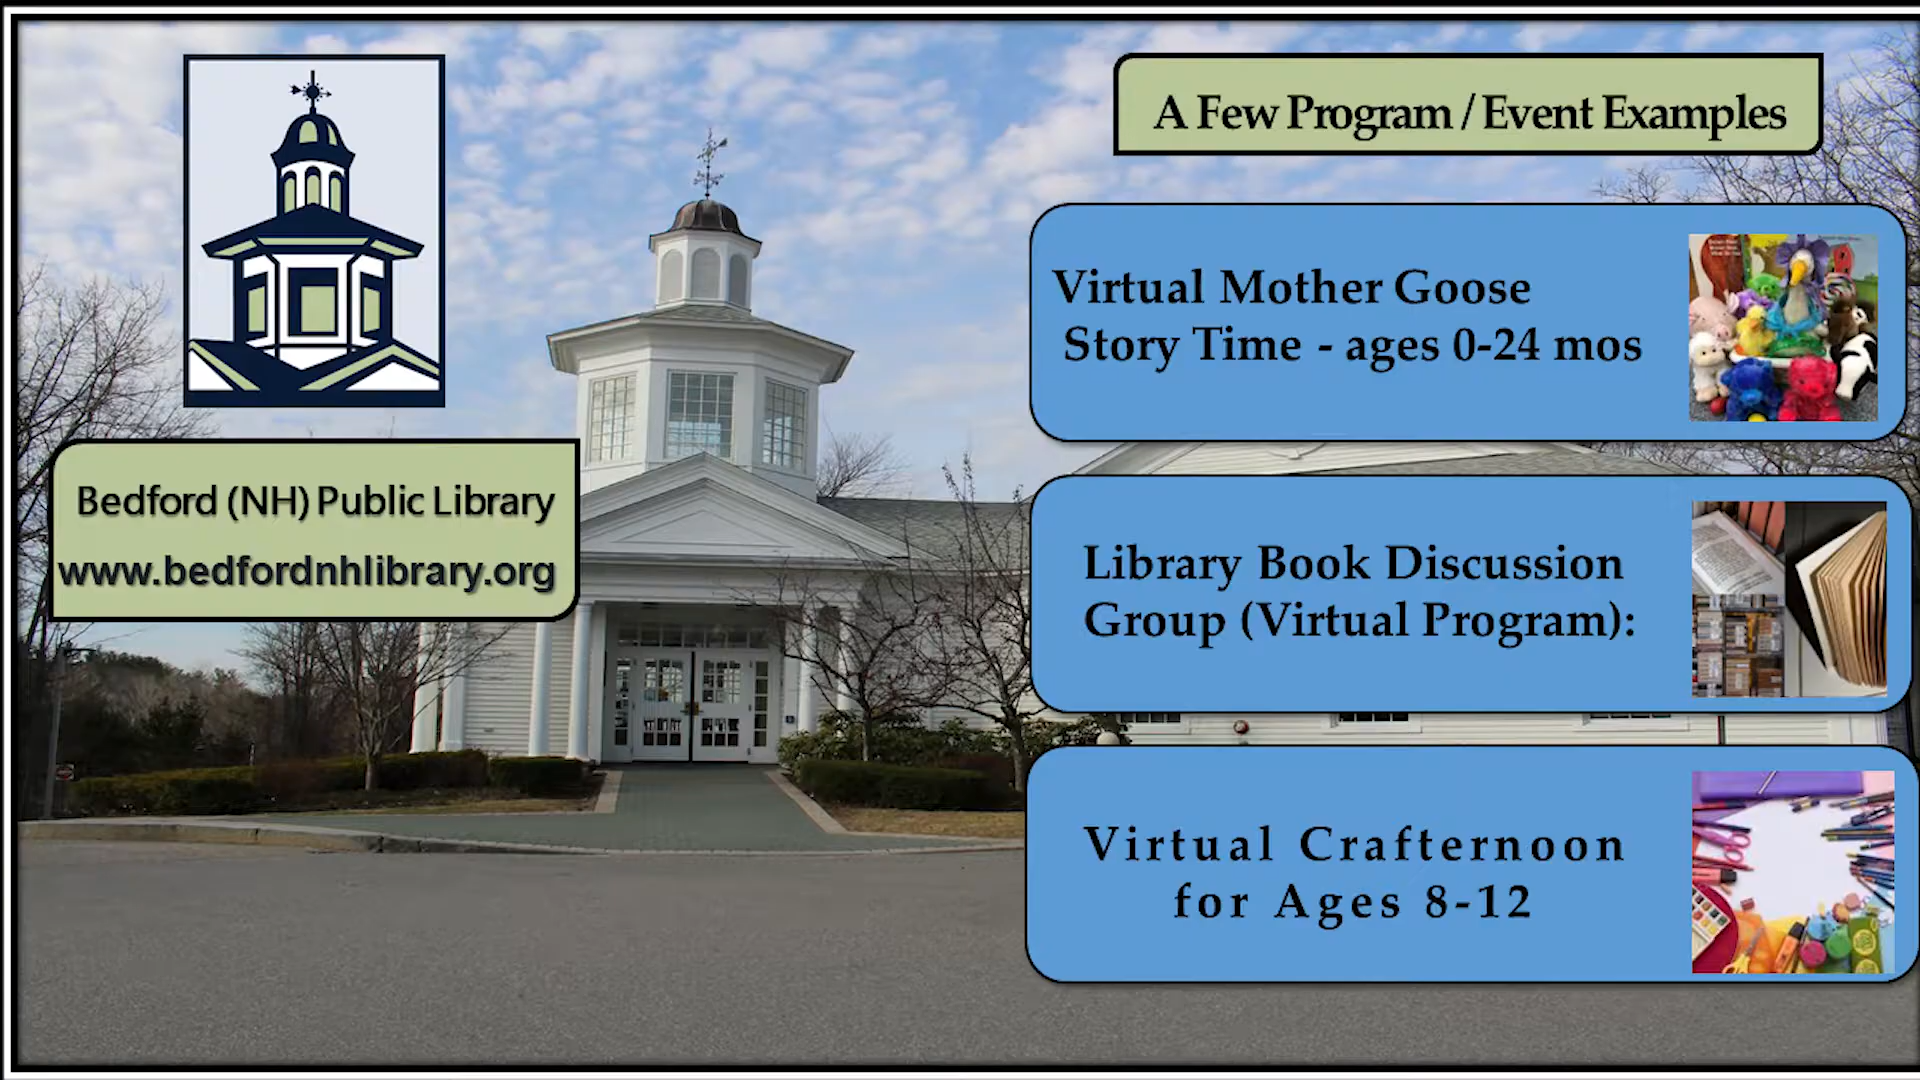 A Few Program / Event Examples
Virtual Mother Goose
Story Time - ages 0-24 mos
Bedford (NH) Public Library
www.bedfordnhlibrary.org
Library Book Discussion
Group (Virtual Program):
Virtual Crafternoon
for Ages 8-12